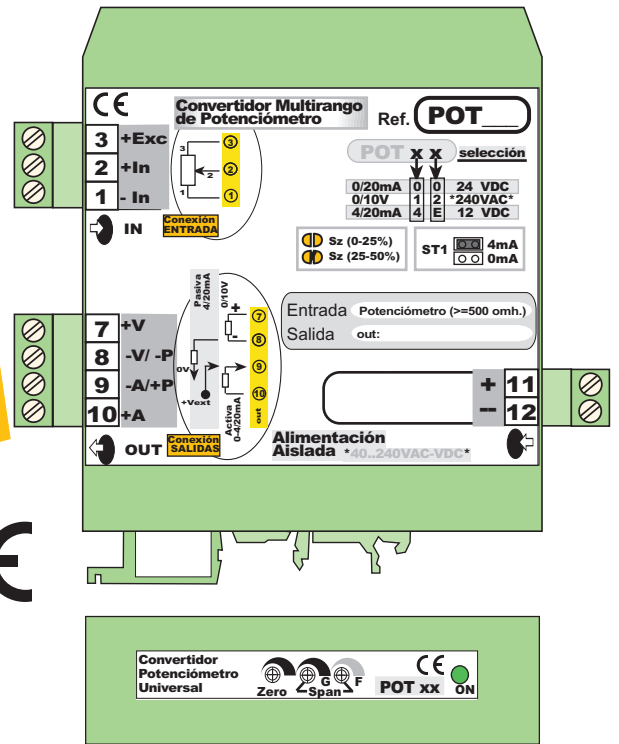 CE
Convertidor Multirango
de Potenciómetro
Ref. POT___
3 +Exc
2 +In
1 - In
IN
Conexión
ENTRADA
3
2
1
3
2
1
POT x x selección
0/20mA 0 0 24 VDC
0/10V 1 2 *240VAC*
4/20mA 4 E 12 VDC
Sz (0-25%)
Sz (25-50%)
ST1
4mA
0mA
7 +V
8 -V/ -P
9 -A/+P
10 +A
OUT
Conexión
SALIDAS
Pasiva
4/20mA
0/10V
+
-
0V
+Vext
Activa
0-4/20mA
7
8
9
10
out
Entrada Potenciómetro (>=500 omh.)
Salida out:
+ 11
-- 12
Alimentación
Aislada *40..240VAC-VDC*
CE
Convertidor
Potenciómetro
Universal
Zero
G F
Span
CE
POT xx
ON